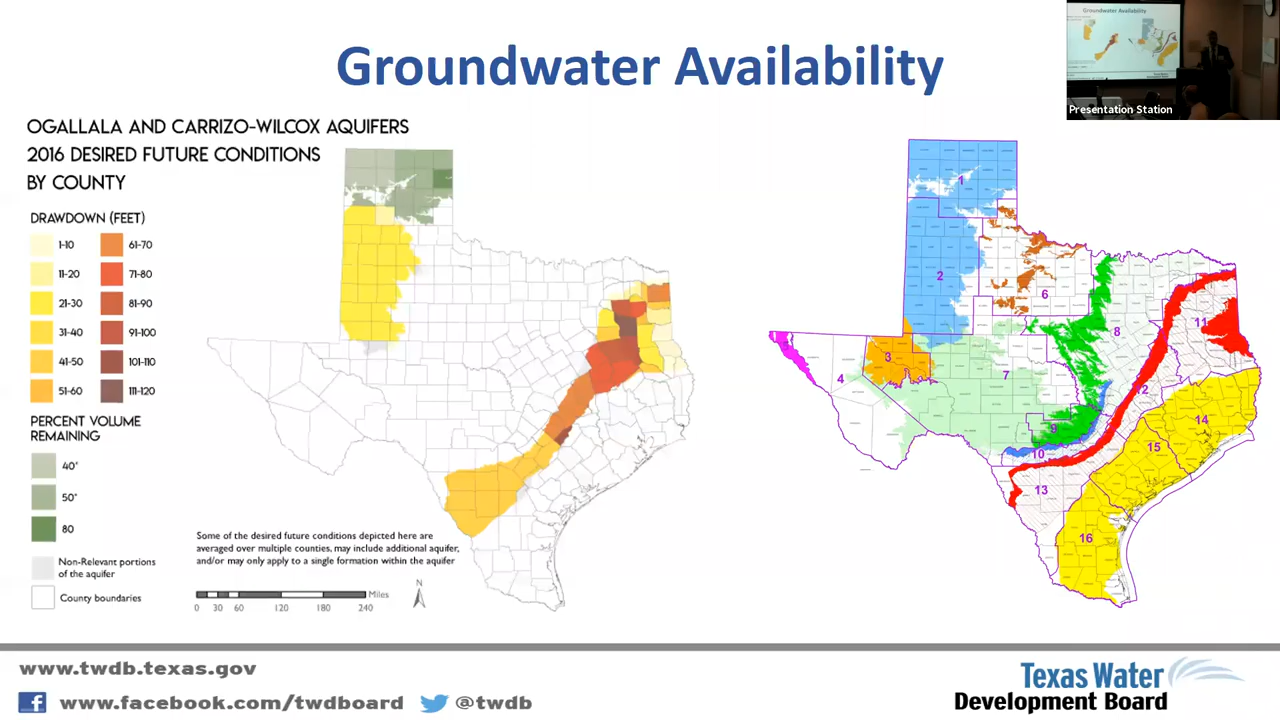 Groundwater Availability
Groundwater Availability
Presentation Station
OGALLALA AND CARRIZO-WILCOX AQUIFERS
2016 DESIRED FUTURE CONDITIONS
BY COUNTY
DRAWDOWN (FEET)
1-10
61-70
11-20
71-80
21-30
81-90
31-40
91-100
41-50
101-110
51-60
111-120
PERCENT VOLUME
REMAINING
40*
50*
80
Non-Relevant portions
of the aquifer
County boundaries
Some of the desired future conditions depicted here are
averaged over multiple counties, may include additional aquifer,
and/or may only apply to a single formation within the aquifer
N
Miles
0 30 60 120 180 240
1
2
3
4
6
7
8
9
10
11
12
13
14
15
16
www.twdb.texas.gov
www.facebook.com/twdboard
@twdb
Texas Water
Development Board